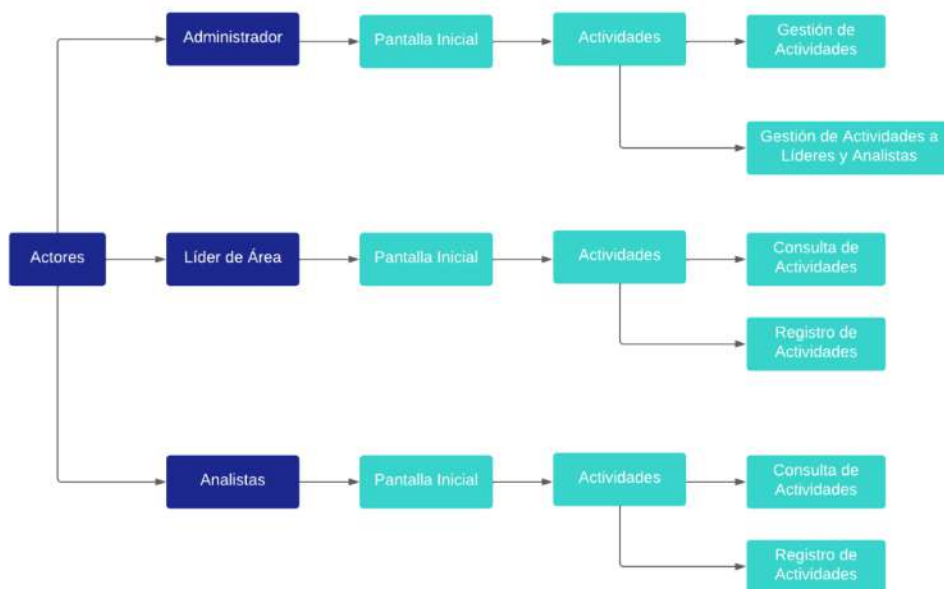 Administrador
Pantalla Inicial
Actividades
Gestión de
Actividades
Gestión de Actividades a
Líderes y Analistas
Actores
Líder de Área
Pantalla Inicial
Actividades
Consulta de
Actividades
Registro de
Actividades
Analistas
Pantalla Inicial
Actividades
Consulta de
Actividades
Registro de
Actividades